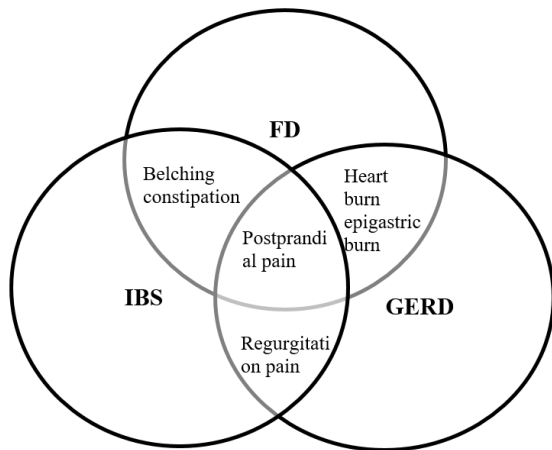 FD
Belching
constipation
Heart
burn
epigastric
burn
Postprandi
al pain
IBS
GERD
Regurgitati
on pain